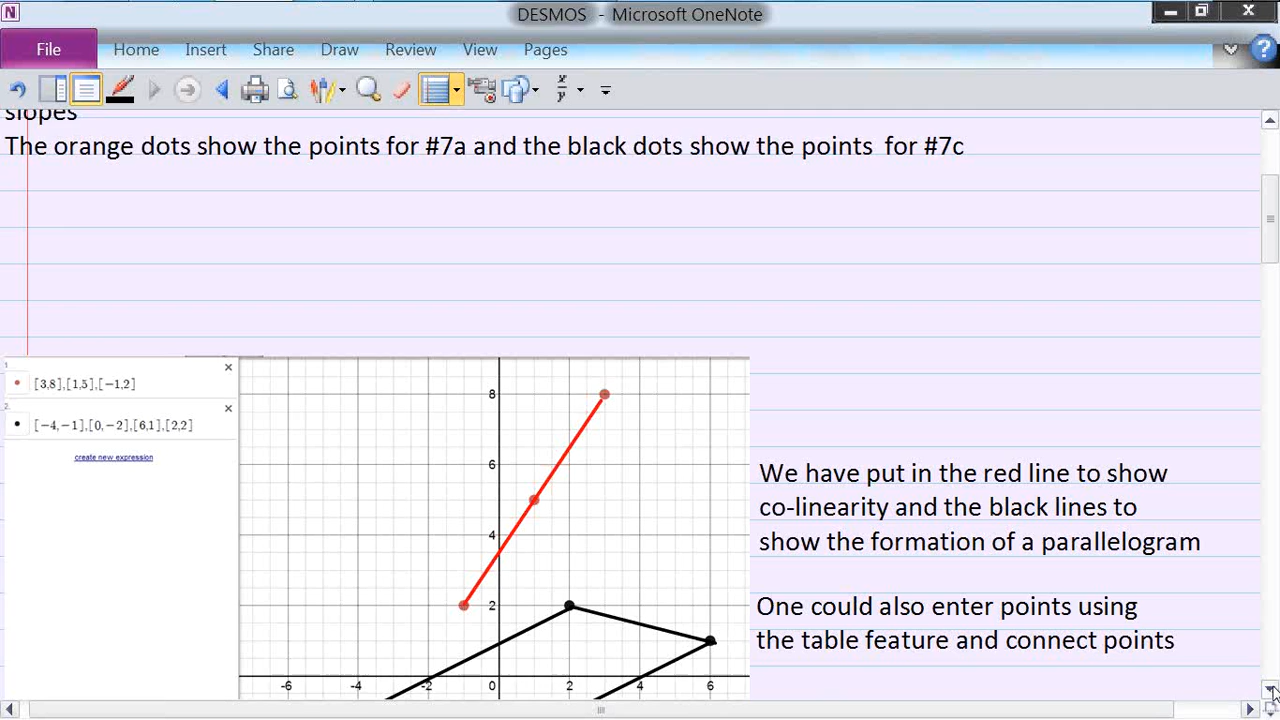 DESMOS - Microsoft OneNote
File Home Insert Share Draw Review View Pages
slopes
The orange dots show the points for #7a and the black dots show the points for #7c
1
[3,8],[1,5],[−1,2]
2
[−4,−1],[0,−2],[6,1],[2,2]
create new expression
8
6
4
2
-6 -2 0 2 4 6
We have put in the red line to show
co-linearity and the black lines to
show the formation of a parallelogram
One could also enter points using
the table feature and connect points